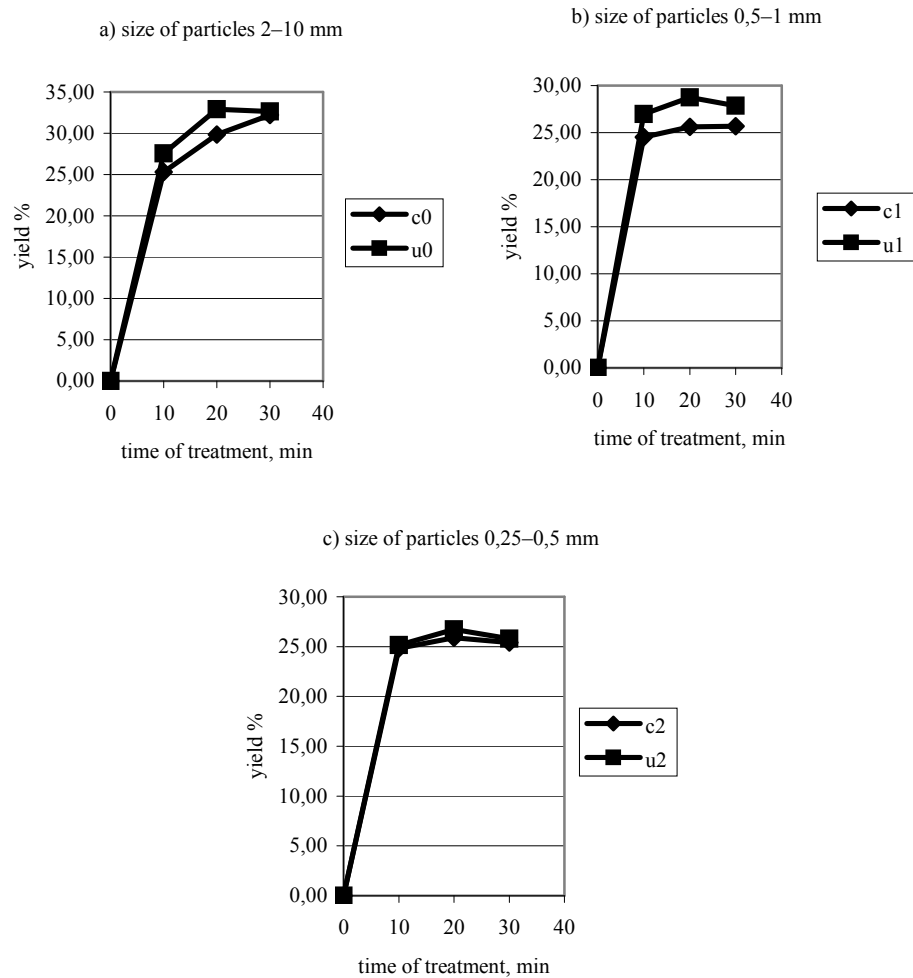 a) size of particles 2–10 mm
35,00
30,00
25,00
20,00
15,00
10,00
5,00
0,00
yield %
0 10 20 30 40
time of treatment, min
c0
u0
b) size of particles 0,5–1 mm
30,00
25,00
20,00
15,00
10,00
5,00
0,00
yield %
0 10 20 30 40
time of treatment, min
c1
u1
c) size of particles 0,25–0,5 mm
30,00
25,00
20,00
15,00
10,00
5,00
0,00
yield %
0 10 20 30 40
time of treatment, min
c2
u2